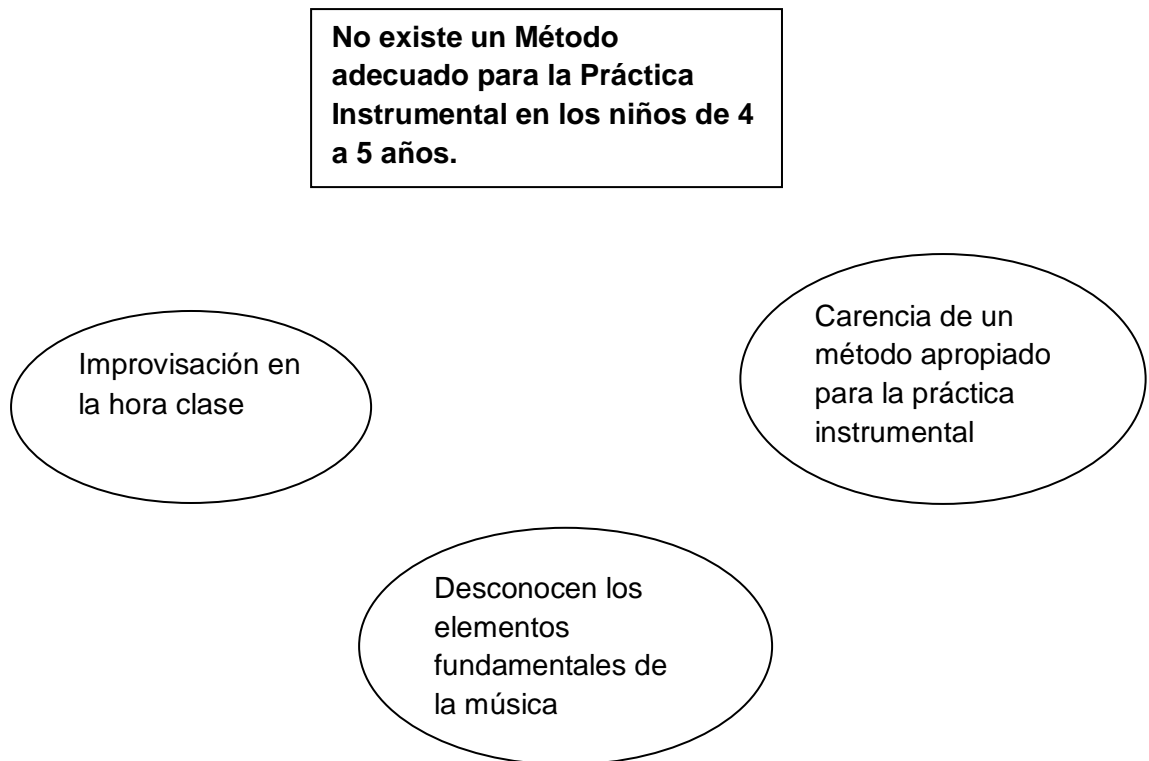 No existe un Método
adecuado para la Práctica
Instrumental en los niños de 4
a 5 años.
Improvisación en
la hora clase
Carencia de un
método apropiado
para la práctica
instrumental
Desconocen los
elementos
fundamentales de
la música